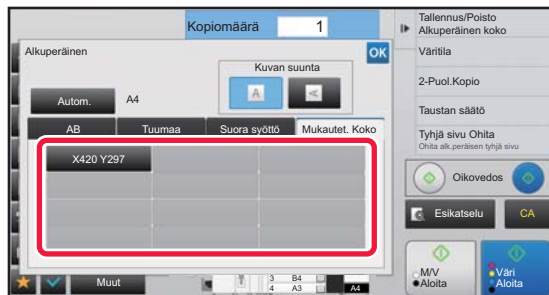 Kopiomäärä
1
Tallennus/Poisto
Alkuperäinen koko
Alkuperäinen
OK
Kuvan suunta
A
A
Väritila
2-Puol.Kopio
Autom.
A4
Taustan säätö
AB
Tuumaa
Suora syöttö
Mukautet. Koko
Tyhjä sivu Ohita
Ohita alk.peräisen tyhjä sivu
X420 Y297
Oikovedos
Esikatselu
CA
Muut
3 B4
4 A3
A4
M/V
Aloita
Väri
Aloita